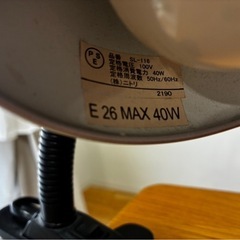 P
S
E
品番 SL-118
定格電圧 100V
定格消費電力 40W
定格周波数 50Hz/60Hz
(株)ニトリ
2190
E 26 MAX 40W